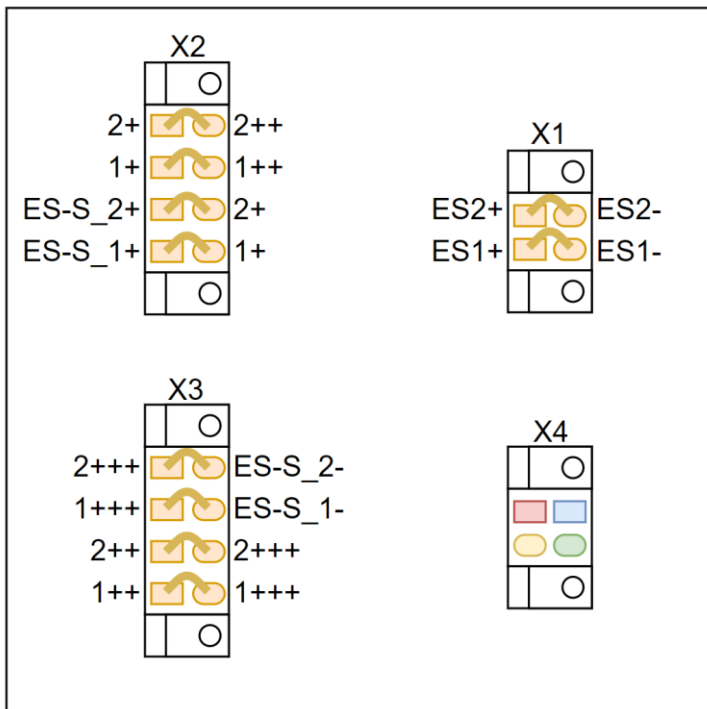 X2
2+ 2++
1+ 1++
ES-S_2+ 2+
ES-S_1+ 1+
X1
ES2+ ES2-
ES1+ ES1-
X3
2+++ ES-S_2-
1+++ ES-S_1-
2++ 2+++
1++ 1+++
X4